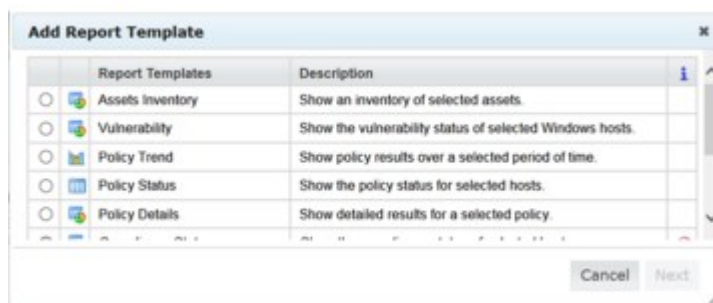 Add Report Template
Report Templates Description i
Assets Inventory Show an inventory of selected assets.
Vulnerability Show the vulnerability status of selected Windows hosts.
Policy Trend Show policy results over a selected period of time.
Policy Status Show the policy status for selected hosts.
Policy Details Show detailed results for a selected policy.
Cancel Next